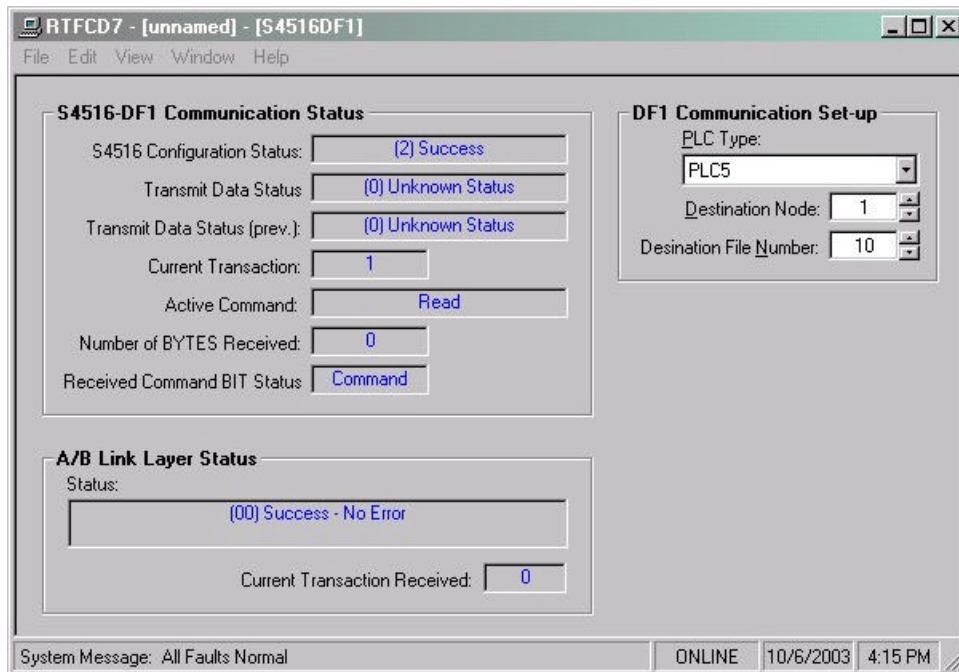 RTFCD7 - [unnamed] - [S4516DF1]
File Edit View Window Help
S4516-DF1 Communication Status
S4516 Configuration Status: (2) Success
Transmit Data Status (0) Unknown Status
Transmit Data Status (prev.): (0) Unknown Status
Current Transaction: 1
Active Command: Read
Number of BYTES Received: 0
Received Command BIT Status Command
DF1 Communication Set-up
PLC Type:
PLC5
Destination Node: 1
Desination File Number: 10
A/B Link Layer Status
Status:
(00) Success - No Error
Current Transaction Received: 0
System Message: All Faults Normal ONLINE 10/6/2003 4:15 PM